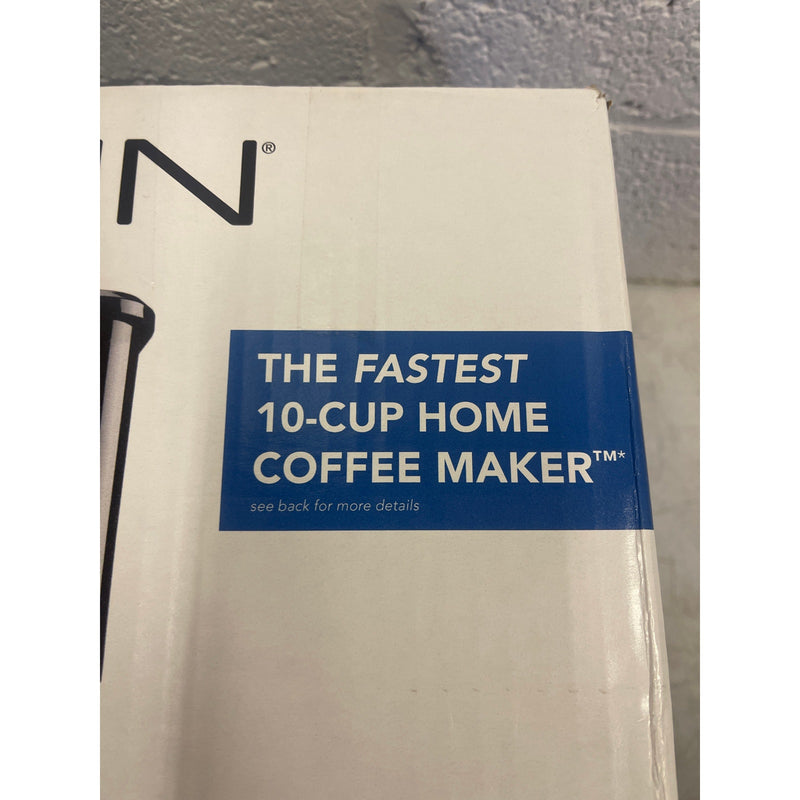 N®
THE FASTEST
10-CUP HOME
COFFEE MAKER™*
see back for more details